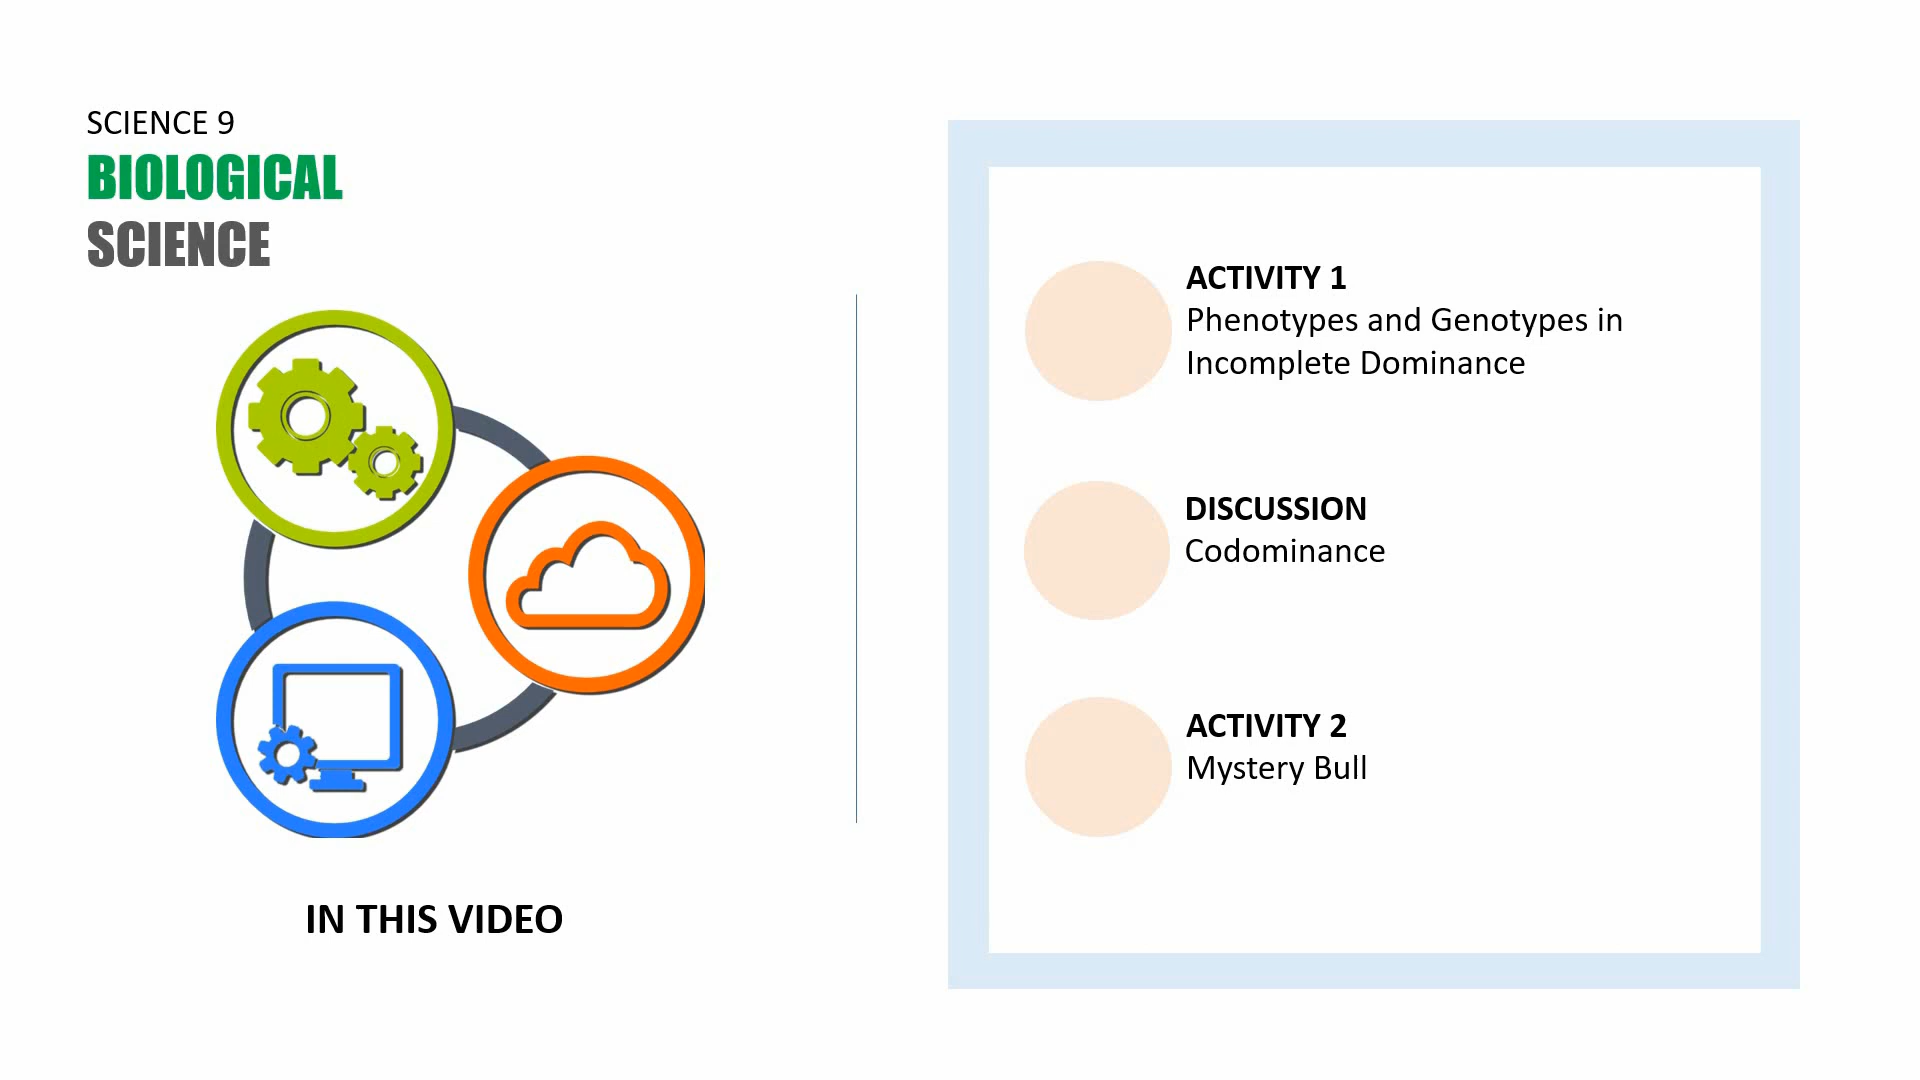 SCIENCE 9
BIOLOGICAL
SCIENCE
IN THIS VIDEO
ACTIVITY 1
Phenotypes and Genotypes in
Incomplete Dominance
DISCUSSION
Codominance
ACTIVITY 2
Mystery Bull